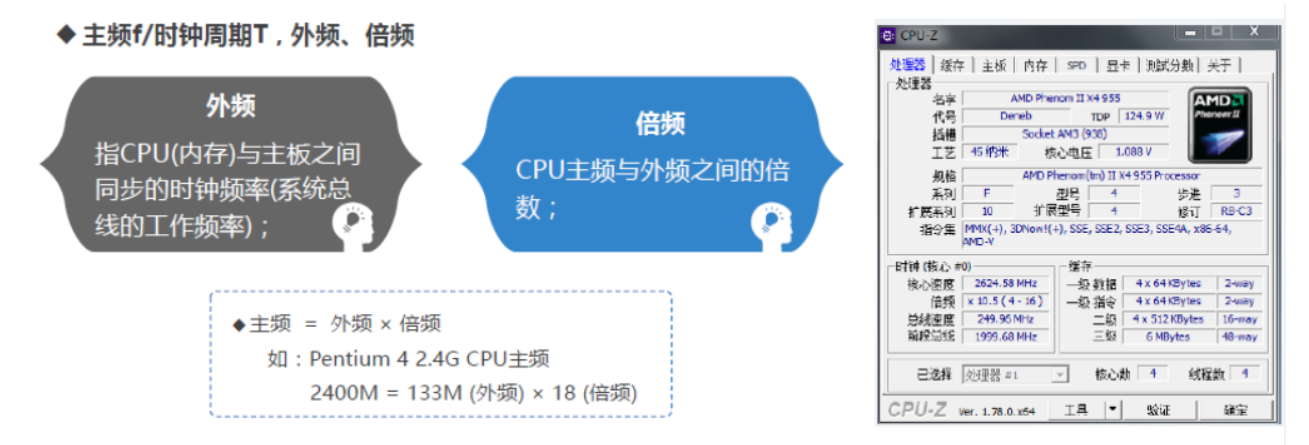 ◆ 主频f/时钟周期T，外频、倍频
外频
指CPU(内存)与主板之间
同步的时钟频率(系统总
线的工作频率)；
倍频
CPU主频与外频之间的倍
数；
◆主频 = 外频 × 倍频
如：Pentium 4 2.4G CPU主频
2400M = 133M (外频) × 18 (倍频)
CPU-Z
处理器 缓存 主板 内存 SPD 显卡 测试分数 关于
处理器
名字 AMD Phenom II X4 955
代号 Deneb TDP 124.9 W
插槽 Socket AM3 (938)
工艺 45 纳米 核心电压 1.088 V
AMD
Phenom II
规格 AMD Phenom(tm) II X4 955 Processor
系列 F 型号 4 步进 3
扩展系列 10 扩展型号 4 修订 RB-C3
指令集 MMX(+), 3DNow!(+), SSE, SSE2, SSE3, SSE4A, x86-64,
AMD-V
时钟 (核心 #0)
核心速度 2624.58 MHz
倍频 x 10.5 ( 4 - 16 )
总线速度 249.96 MHz
前端总线 1999.68 MHz
缓存
一级 数据 4 x 64 KBytes 2-way
一级 指令 4 x 64 KBytes 2-way
二级 4 x 512 KBytes 16-way
三级 6 MBytes 48-way
已选择 处理器 #1 核心数 4 线程数 4
CPU-Z Ver. 1.78.0.x64 工具 验证 确定